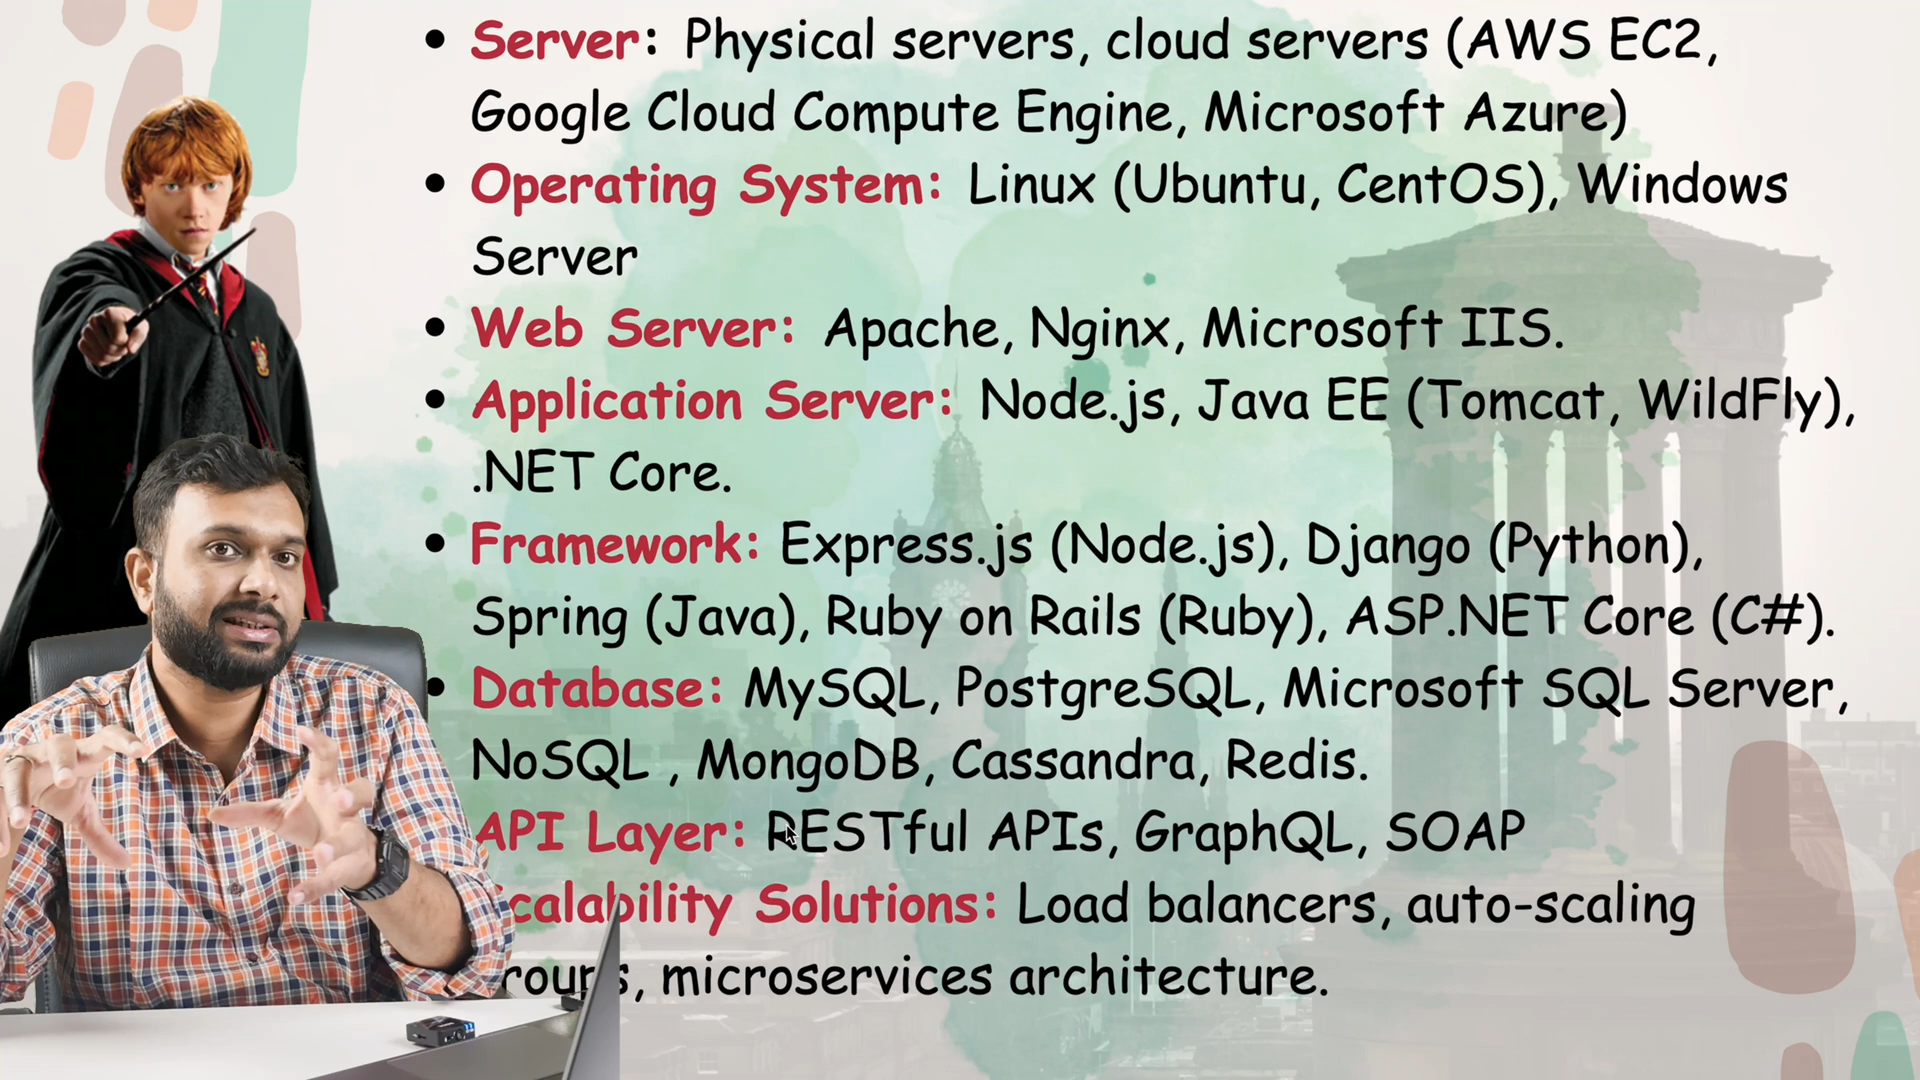 • Server: Physical servers, cloud servers (AWS EC2,
Google Cloud Compute Engine, Microsoft Azure)
• Operating System: Linux (Ubuntu, CentOS), Windows
Server
• Web Server: Apache, Nginx, Microsoft IIS.
• Application Server: Node.js, Java EE (Tomcat, WildFly),
.NET Core.
• Framework: Express.js (Node.js), Django (Python),
Spring (Java), Ruby on Rails (Ruby), ASP.NET Core (C#).
• Database: MySQL, PostgreSQL, Microsoft SQL Server,
NoSQL , MongoDB, Cassandra, Redis.
API Layer: RESTful APIs, GraphQL, SOAP
Scalability Solutions: Load balancers, auto-scaling
microservices architecture.